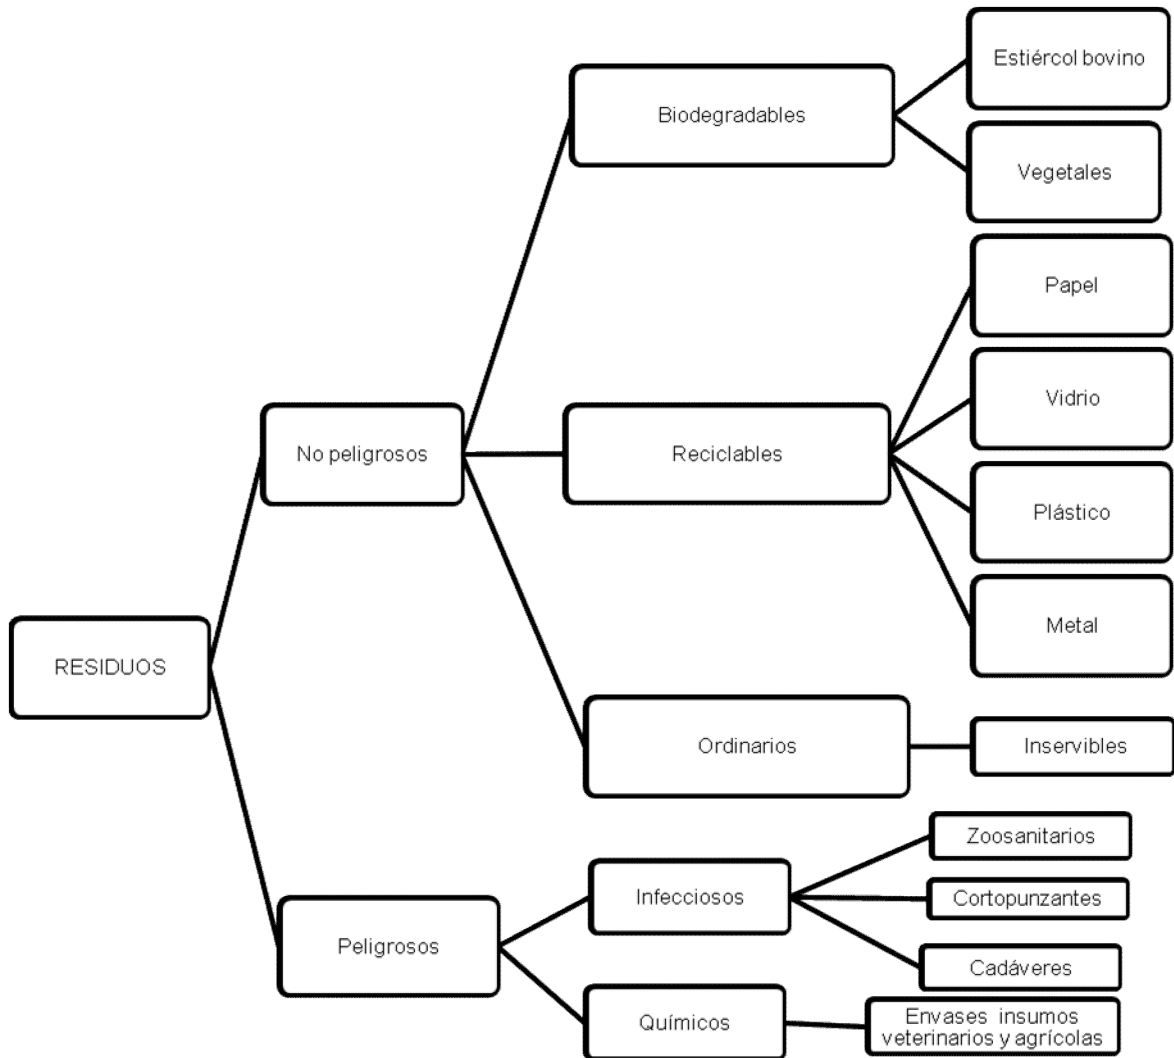 Estiércol bovino
Biodegradables
Vegetales
Papel
Vidrio
No peligrosos
Reciclables
Plástico
Metal
RESIDUOS
Ordinarios
Inservibles
Zoosanitarios
Infecciosos
Cortopunzantes
Peligrosos
Cadáveres
Químicos
Envases insumos
veterinarios y agrícolas